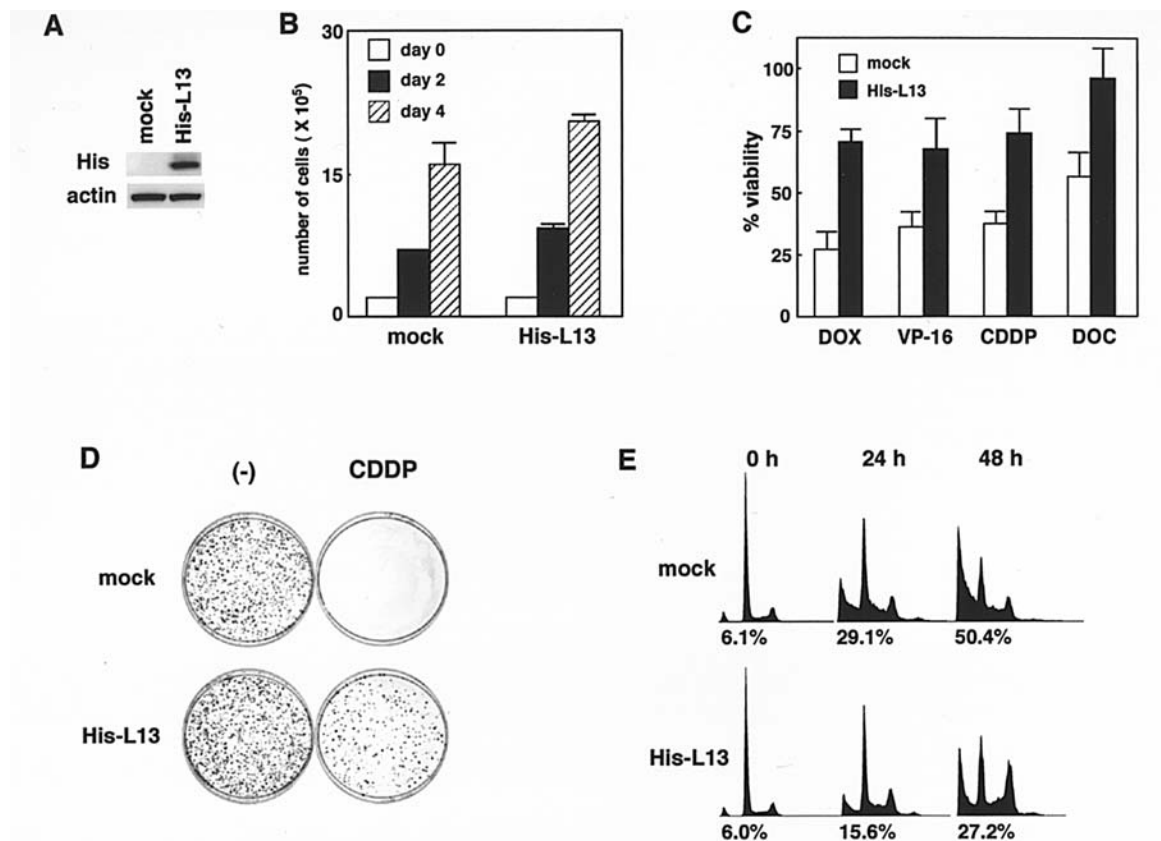 A
mock
His-L13
His
actin
B
30
15
0
number of cells ( X 10⁵)
day 0
day 2
day 4
mock
His-L13
C
100
75
50
25
0
% viability
mock
His-L13
DOX VP-16 CDDP DOC
D
(-) CDDP
mock
His-L13
E
0 h 24 h 48 h
mock
6.1% 29.1% 50.4%
His-L13
6.0% 15.6% 27.2%